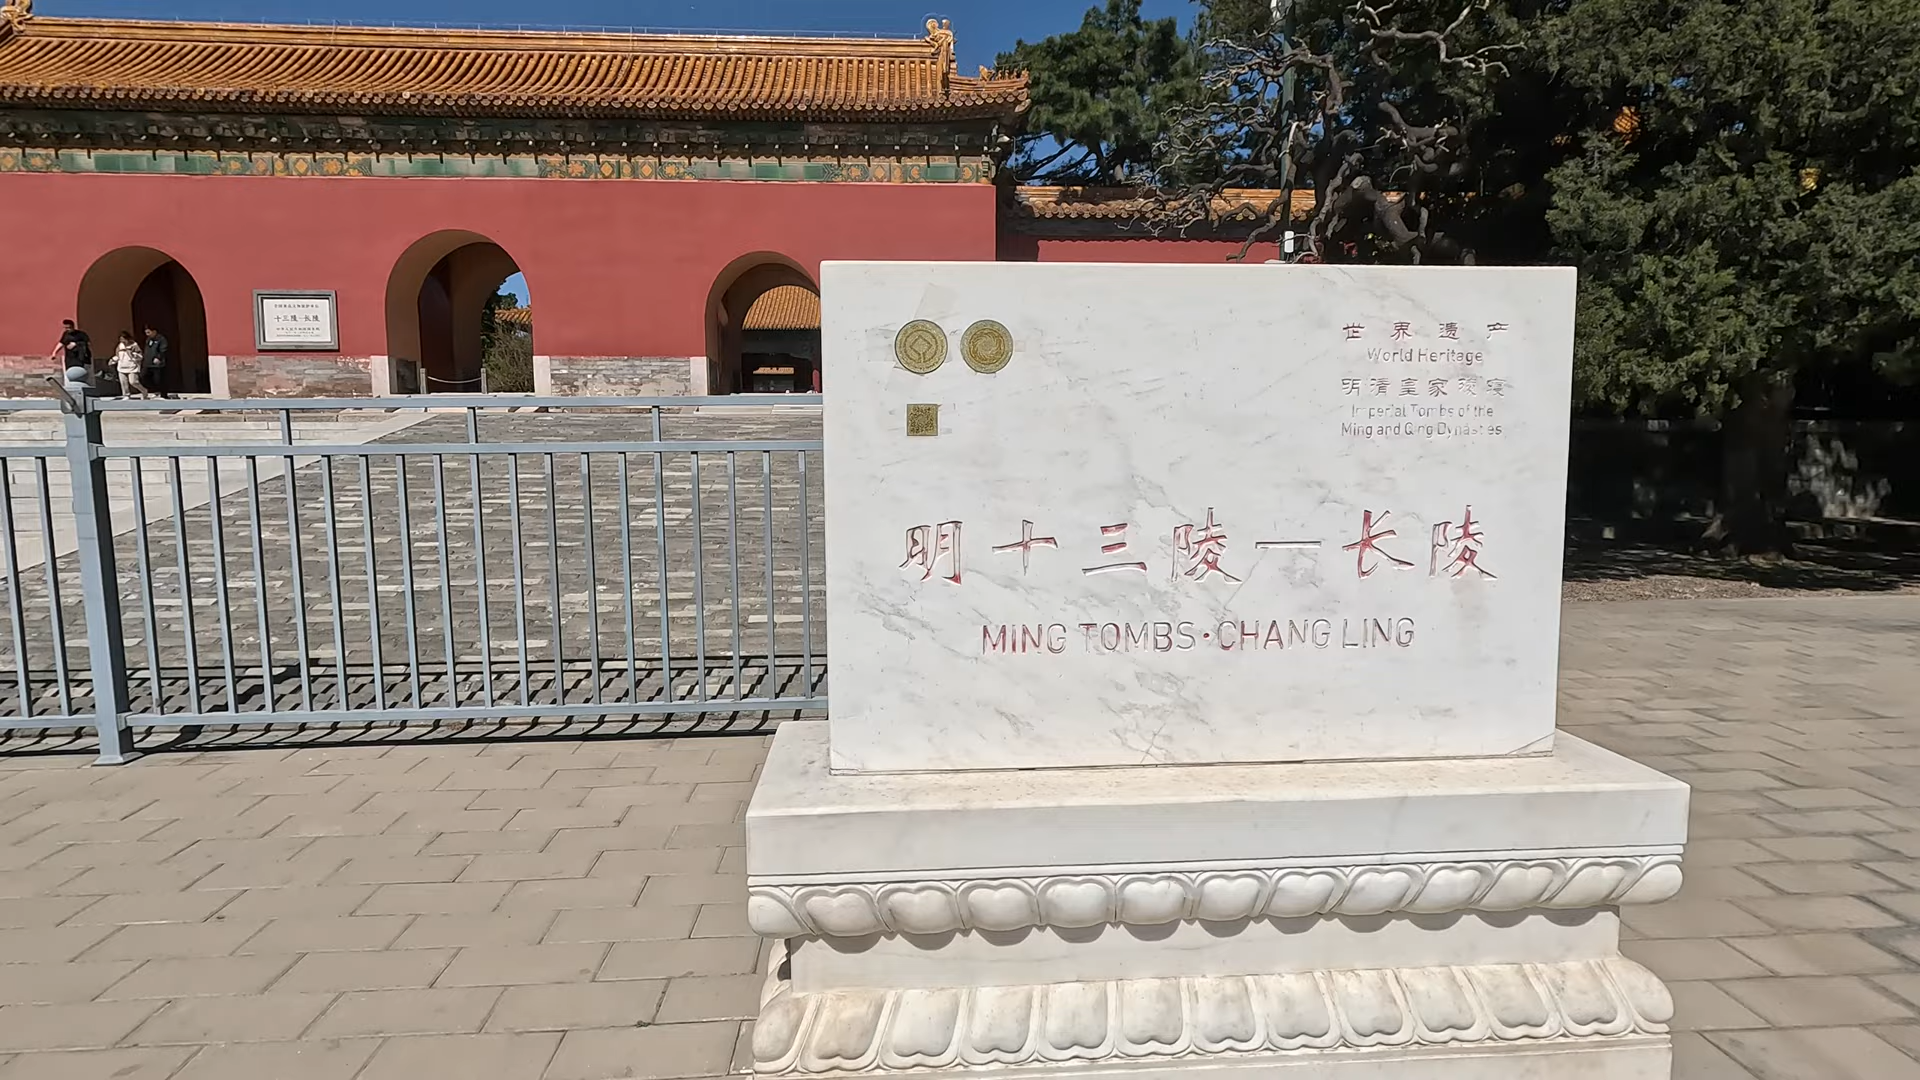 世界遗产
World Heritage
明清皇家陵寝
Imperial Tombs of the
Ming and Qing Dynasties
明十三陵—长陵
MING TOMBS·CHANG LING
十三陵—长陵